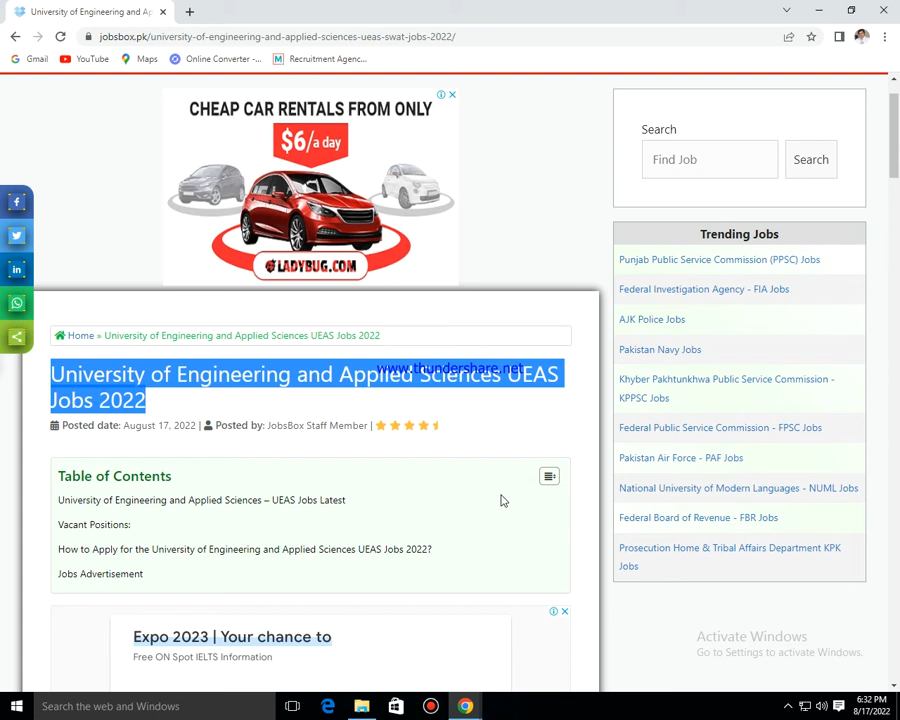 University of Engineering and Ap
jobsbox.pk/university-of-engineering-and-applied-sciences-ueas-swat-jobs-2022/
Gmail YouTube Maps Online Converter -... Recruitment Agenc...
CHEAP CAR RENTALS FROM ONLY
$6/a day
LADYBUG.COM
Search
Find Job Search
Trending Jobs
Punjab Public Service Commission (PPSC) Jobs
Federal Investigation Agency - FIA Jobs
AJK Police Jobs
Pakistan Navy Jobs
Khyber Pakhtunkhwa Public Service Commission -
KPPSC Jobs
Federal Public Service Commission - FPSC Jobs
Pakistan Air Force - PAF Jobs
National University of Modern Languages - NUML Jobs
Federal Board of Revenue - FBR Jobs
Prosecution Home & Tribal Affairs Department KPK
Jobs
Home » University of Engineering and Applied Sciences UEAS Jobs 2022
www.thundershare.net
University of Engineering and Applied Sciences UEAS
Jobs 2022
Posted date: August 17, 2022 | Posted by: JobsBox Staff Member |
Table of Contents
University of Engineering and Applied Sciences – UEAS Jobs Latest
Vacant Positions:
How to Apply for the University of Engineering and Applied Sciences UEAS Jobs 2022?
Jobs Advertisement
Expo 2023 | Your chance to
Free ON Spot IELTS Information
Activate Windows
Go to Settings to activate Windows.
Search the web and Windows
6:32 PM
8/17/2022